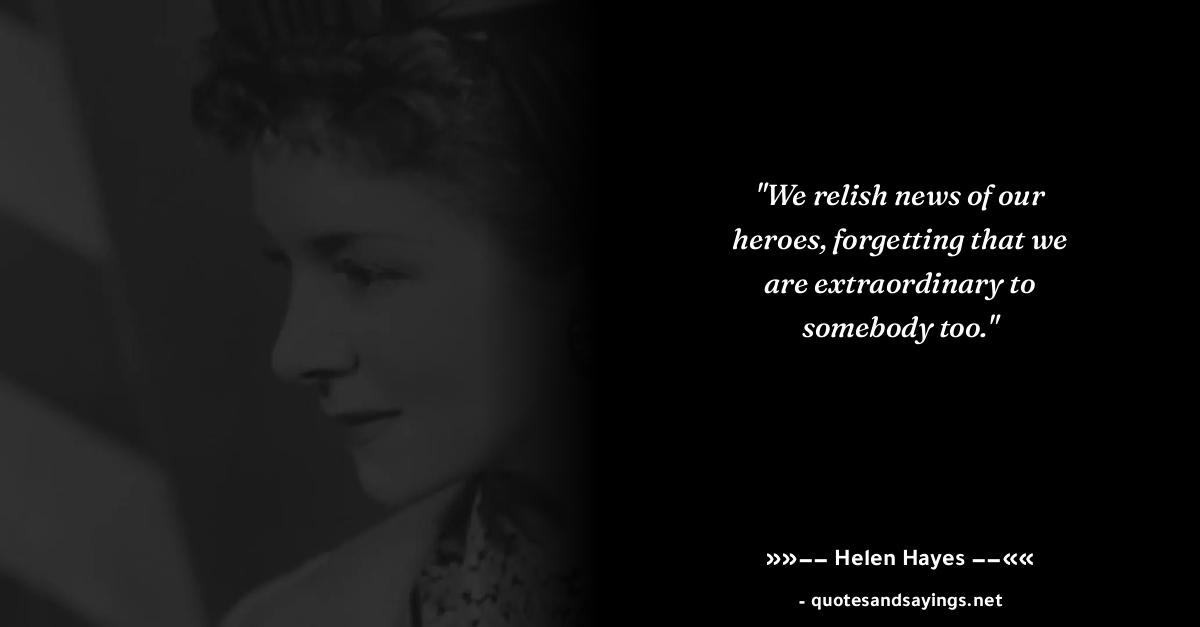 "We relish news of our
heroes, forgetting that we
are extraordinary to
somebody too."
»»−− Helen Hayes −−««
- quotesandsayings.net